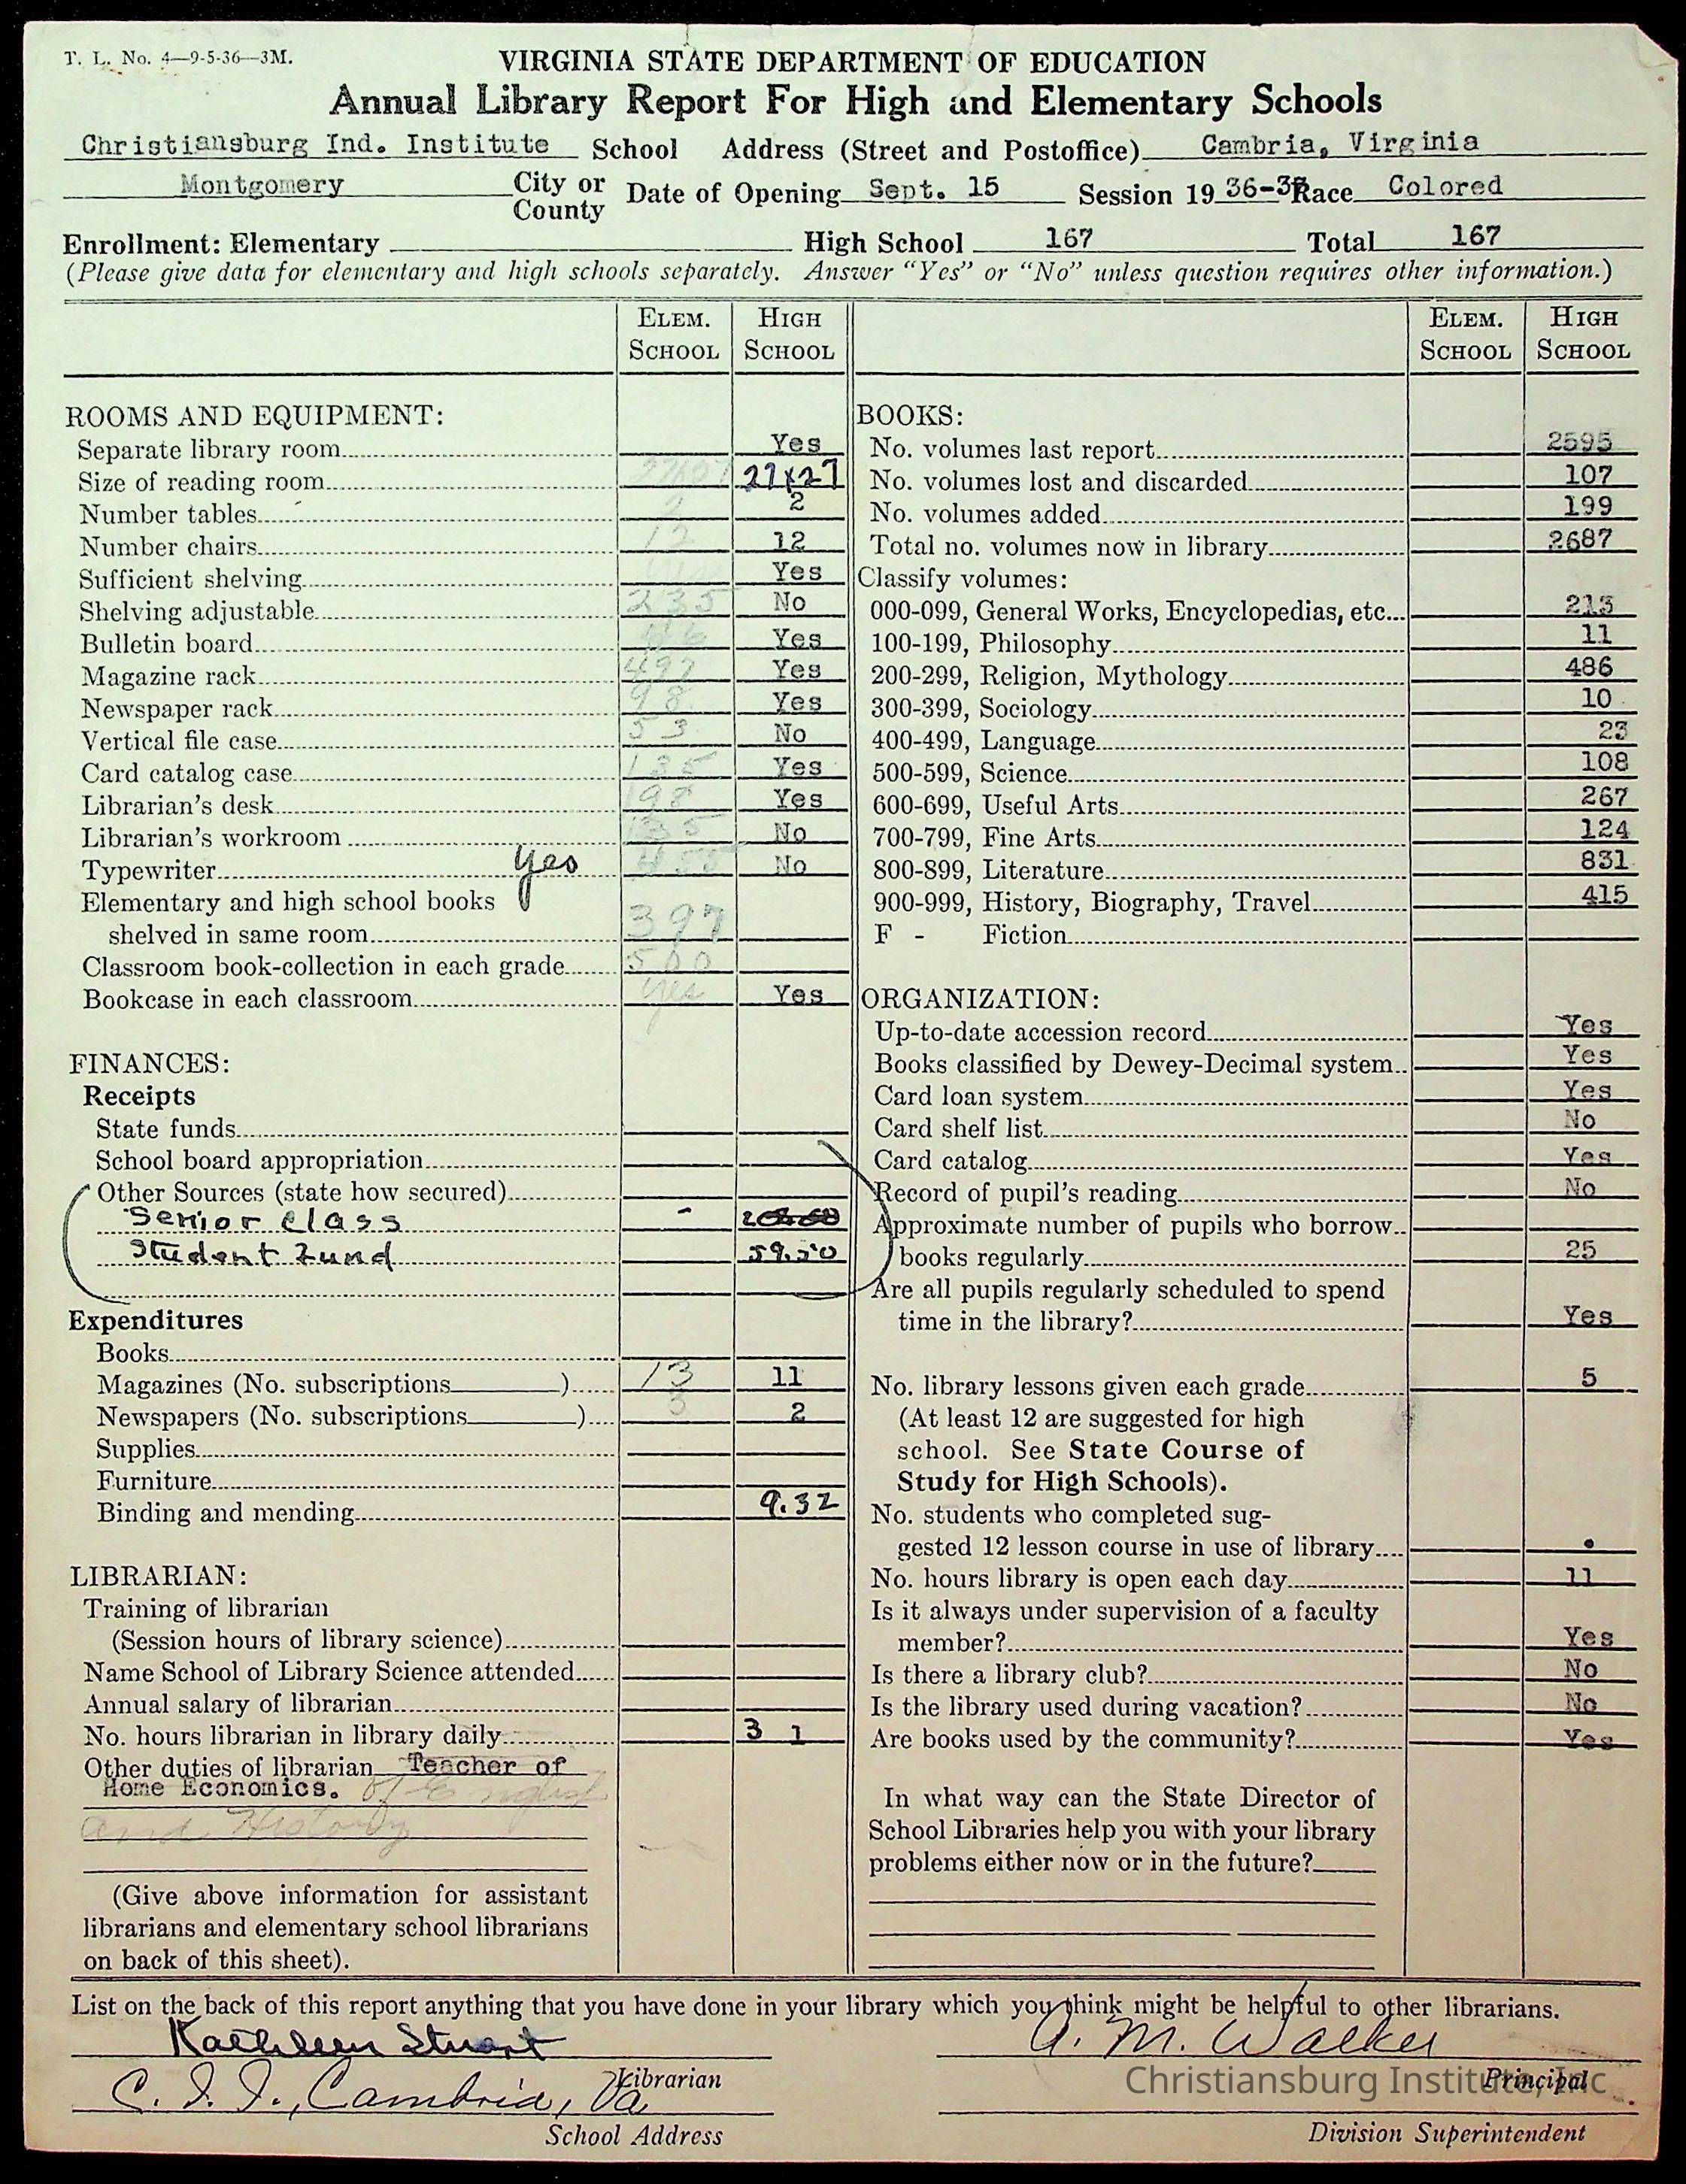 T. L. No. 4—9-5-36—3M.
VIRGINIA STATE DEPARTMENT OF EDUCATION
Annual Library Report For High and Elementary Schools
Christiansburg Ind. Institute School Address (Street and Postoffice) Cambria, Virginia
Montgomery City or County Date of Opening Sept. 15 Session 19 36-37 Race Colored
Enrollment: Elementary High School 167 Total 167
(Please give data for elementary and high schools separately. Answer "Yes" or "No" unless question requires other information.)
ELEM. SCHOOL HIGH SCHOOL
ROOMS AND EQUIPMENT:
Separate library room Yes
Size of reading room 27x27 27x27
Number tables 2 2
Number chairs 12 12
Sufficient shelving Yes
Shelving adjustable 235 No
Bulletin board Yes
Magazine rack 497 Yes
Newspaper rack 98 Yes
Vertical file case 53 No
Card catalog case 135 Yes
Librarian's desk 198 Yes
Librarian's workroom No
Typewriter yes 455 No
Elementary and high school books
shelved in same room 397
Classroom book-collection in each grade 500
Bookcase in each classroom yes Yes
FINANCES:
Receipts
State funds
School board appropriation
Other Sources (state how secured)
Senior class -
Student Fund 59.50
Expenditures
Books
Magazines (No. subscriptions ) 13 11
Newspapers (No. subscriptions ) 3 2
Supplies
Furniture
Binding and mending 9.32
LIBRARIAN:
Training of librarian
(Session hours of library science)
Name School of Library Science attended
Annual salary of librarian
No. hours librarian in library daily 3 1
Other duties of librarian Teacher of
Home Economics. of English
and History
(Give above information for assistant
librarians and elementary school librarians
on back of this sheet).
ELEM. SCHOOL HIGH SCHOOL
BOOKS:
No. volumes last report 2595
No. volumes lost and discarded 107
No. volumes added 199
Total no. volumes now in library 2687
Classify volumes:
000-099, General Works, Encyclopedias, etc... 213
100-199, Philosophy 11
200-299, Religion, Mythology 486
300-399, Sociology 10
400-499, Language 23
500-599, Science 108
600-699, Useful Arts 267
700-799, Fine Arts 124
800-899, Literature 831
900-999, History, Biography, Travel 415
F - Fiction
ORGANIZATION:
Up-to-date accession record Yes
Books classified by Dewey-Decimal system Yes
Card loan system Yes
Card shelf list No
Card catalog Yes
Record of pupil's reading No
Approximate number of pupils who borrow
books regularly 25
Are all pupils regularly scheduled to spend
time in the library? Yes
No. library lessons given each grade 5
(At least 12 are suggested for high
school. See State Course of
Study for High Schools).
No. students who completed sug-
gested 12 lesson course in use of library
No. hours library is open each day 11
Is it always under supervision of a faculty
member? Yes
Is there a library club? No
Is the library used during vacation? No
Are books used by the community? Yes
In what way can the State Director of
School Libraries help you with your library
problems either now or in the future?
List on the back of this report anything that you have done in your library which you think might be helpful to other librarians.
Kathleen Stuart A. M. Walker
Librarian Principal
Christiansburg Institute, Inc.
C. I. I., Cambria, Va.
School Address Division Superintendent